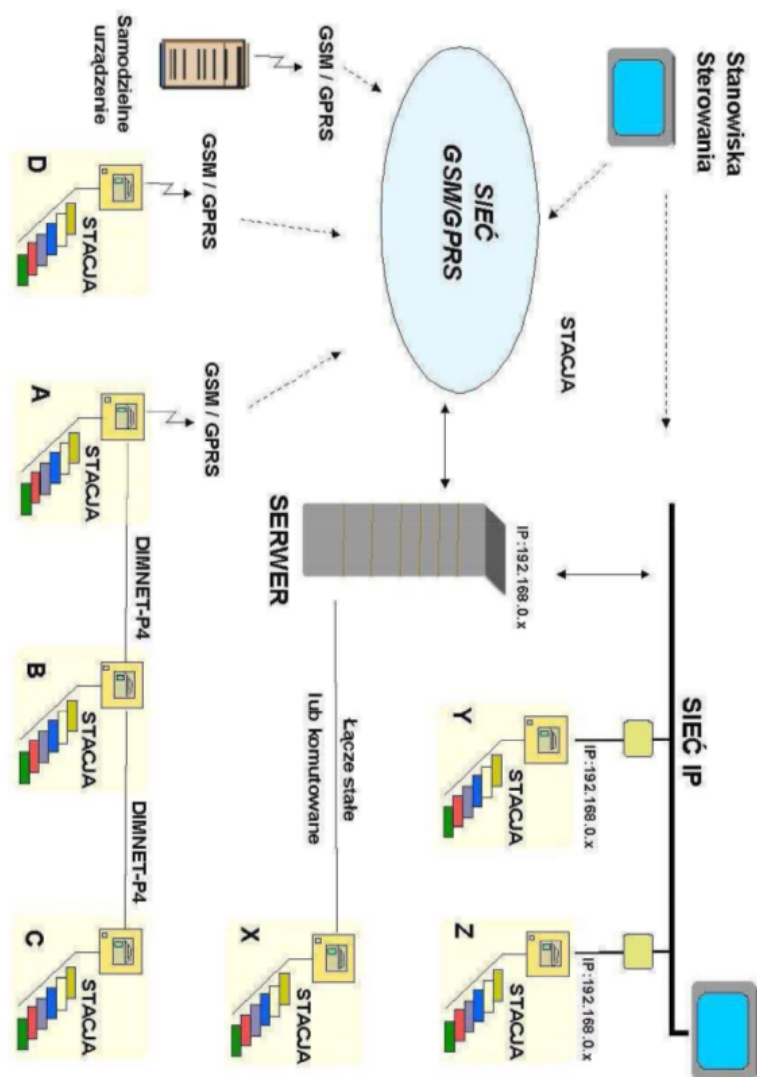 Stanowiska
Sterowania
SIEĆ IP
IP:192.168.0.x
IP:192.168.0.x
Y
STACJA
Z
STACJA
STACJA
IP:192.168.0.x
SIEĆ
GSM/GPRS
SERWER
Łącze stałe
lub komutowane
X
STACJA
GSM / GPRS
GSM / GPRS
GSM / GPRS
Samodzielne
urządzenie
D
STACJA
A
STACJA
DIMNET-P4
B
STACJA
DIMNET-P4
C
STACJA